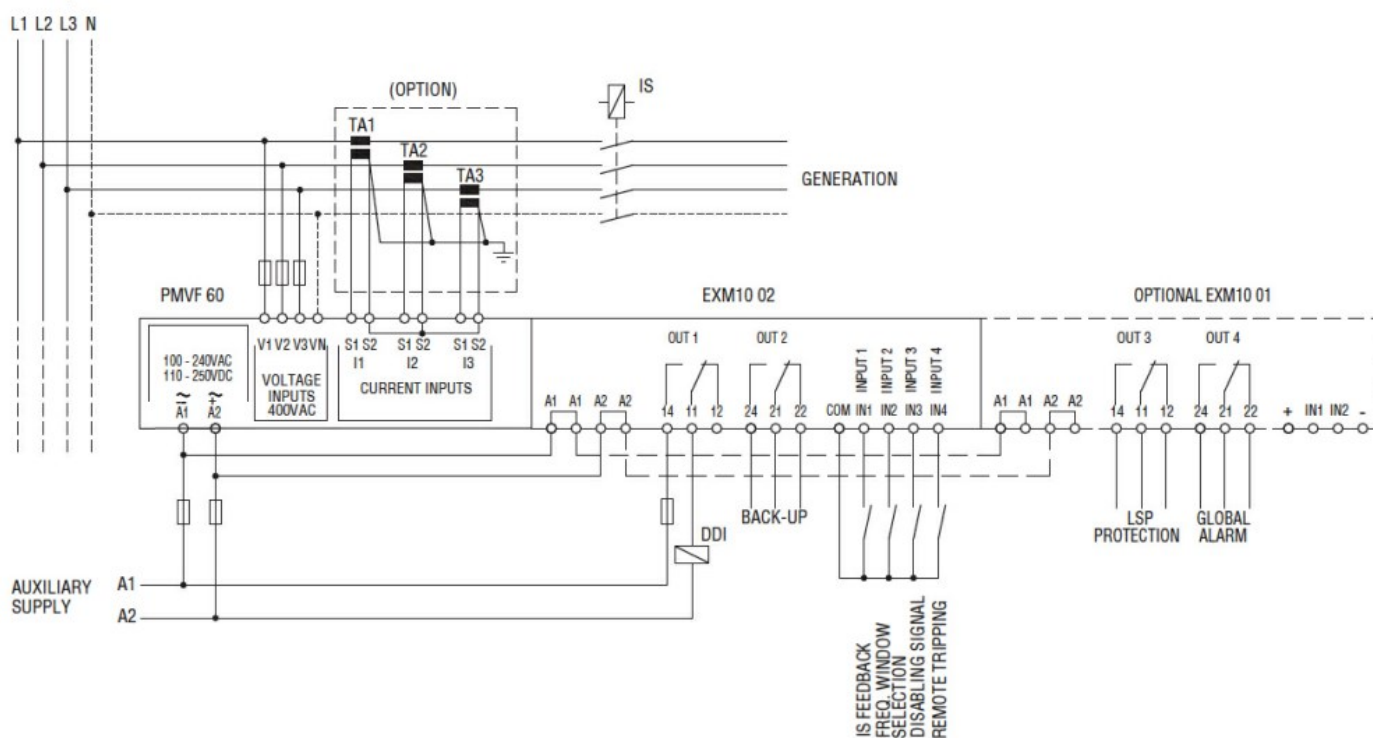 L1 L2 L3 N
(OPTION)
IS
TA1
TA2
TA3
GENERATION
PMVF 60
EXM10 02
OPTIONAL EXM10 01
100 - 240VAC
110 - 250VDC
~ ~
= +
A1 A2
V1 V2 V3 VN
VOLTAGE
INPUTS
400VAC
S1 S2 S1 S2 S1 S2
I1 I2 I3
CURRENT INPUTS
A1 A1 A2 A2
OUT 1
14 11 12
OUT 2
24 21 22
INPUT 1
INPUT 2
INPUT 3
INPUT 4
COM IN1 IN2 IN3 IN4
A1 A1 A2 A2
OUT 3
14 11 12
OUT 4
24 21 22
+ IN1 IN2 -
BACK-UP
LSP
PROTECTION
GLOBAL
ALARM
DDI
AUXILIARY
SUPPLY
A1
A2
IS FEEDBACK
FREQ. WINDOW
SELECTION
DISABLING SIGNAL
REMOTE TRIPPING